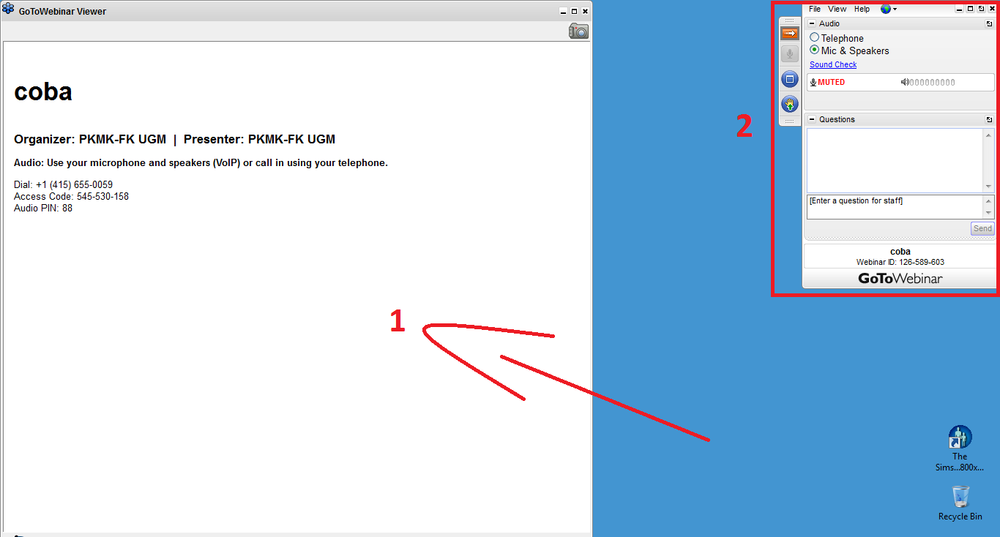 GoToWebinar Viewer
coba
Organizer: PKMK-FK UGM | Presenter: PKMK-FK UGM
Audio: Use your microphone and speakers (VoIP) or call in using your telephone.
Dial: +1 (415) 655-0059
Access Code: 545-530-158
Audio PIN: 88
1
2
File View Help
Audio
Telephone
Mic & Speakers
Sound Check
MUTED
Questions
[Enter a question for staff]
Send
coba
Webinar ID: 126-589-603
GoToWebinar
The
Sims...800x...
Recycle Bin